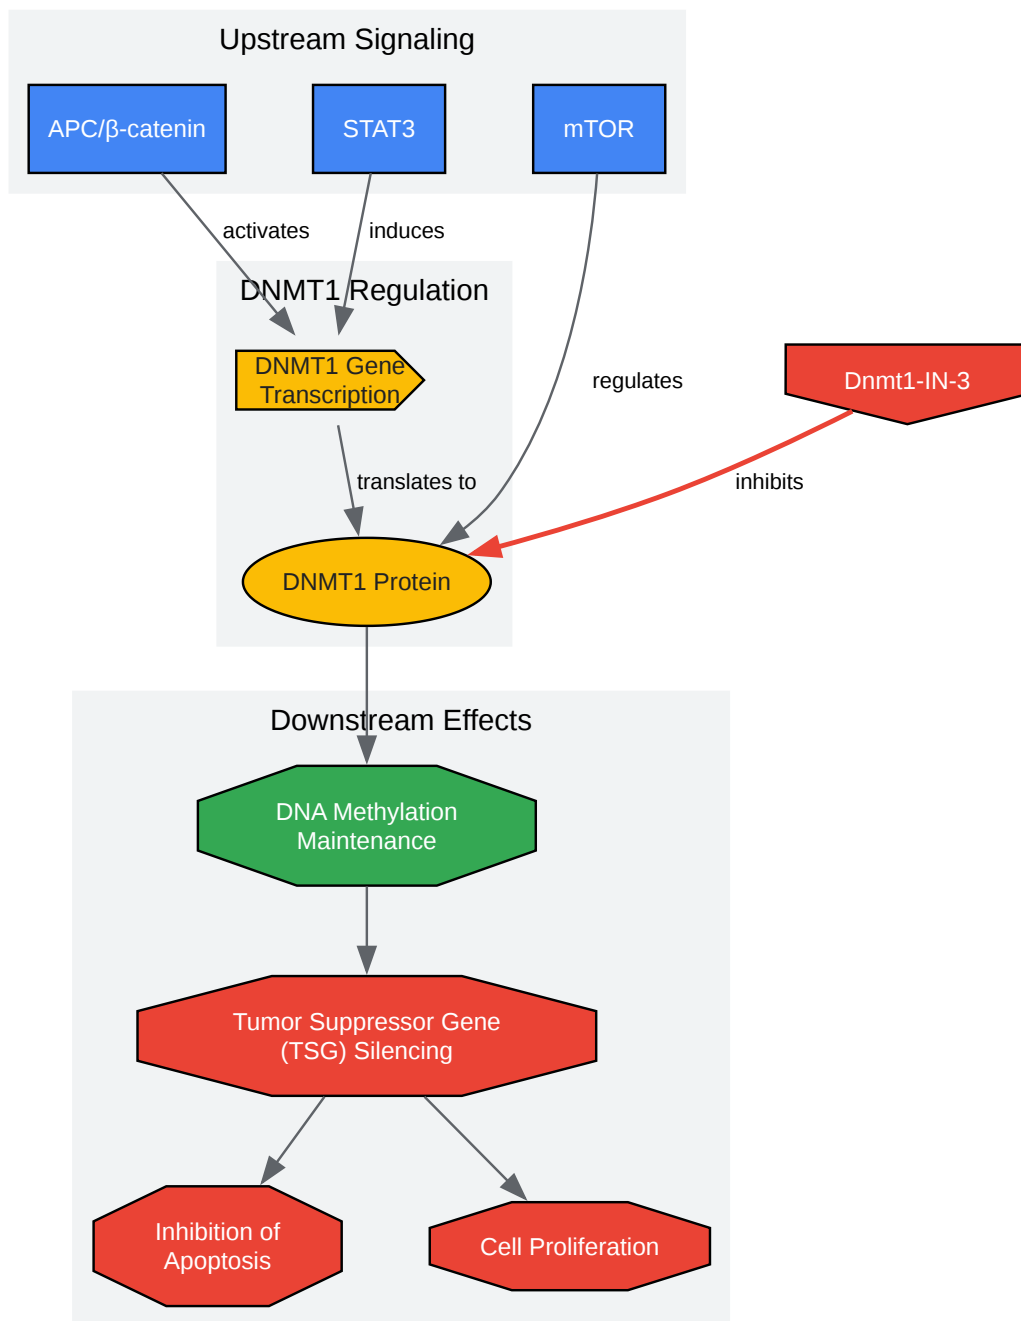 Upstream Signaling
APC/β-catenin
STAT3
mTOR
activates
induces
DNMT1 Regulation
DNMT1 Gene
Transcription
regulates
Dnmt1-IN-3
translates to
inhibits
DNMT1 Protein
Downstream Effects
DNA Methylation
Maintenance
Tumor Suppressor Gene
(TSG) Silencing
Inhibition of
Apoptosis
Cell Proliferation